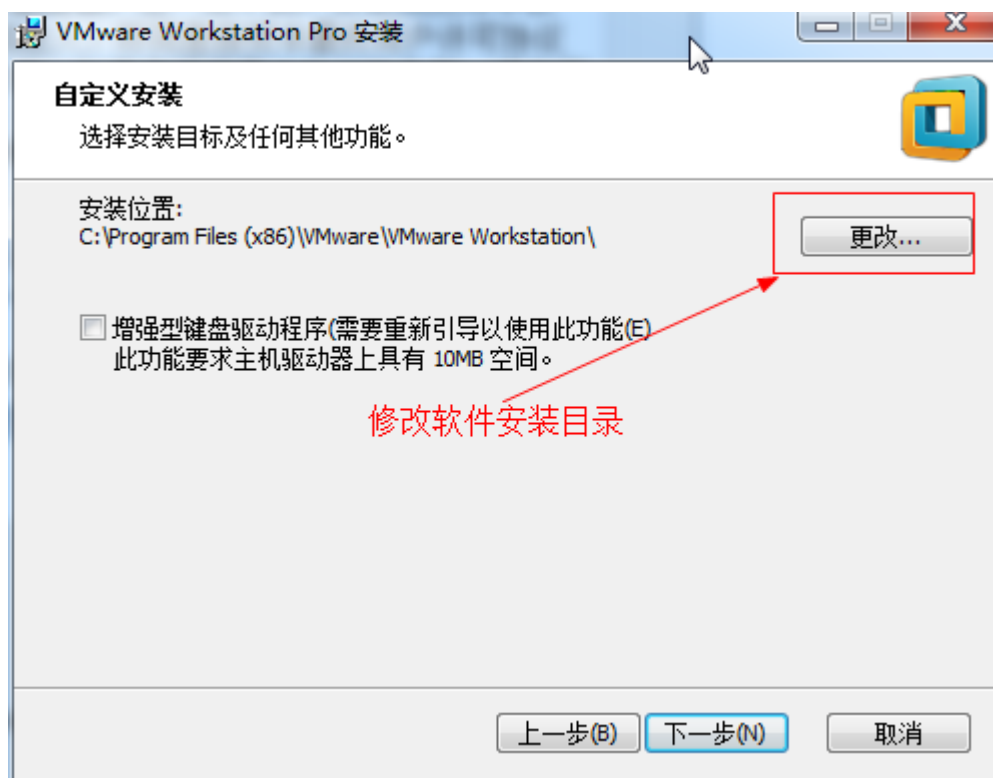 VMware Workstation Pro 安装
自定义安装
选择安装目标及任何其他功能。
安装位置:
C:\Program Files (x86)\VMware\VMware Workstation\
更改...
增强型键盘驱动程序(需要重新引导以使用此功能(E)
此功能要求主机驱动器上具有 10MB 空间。
修改软件安装目录
上一步(B)
下一步(N)
取消